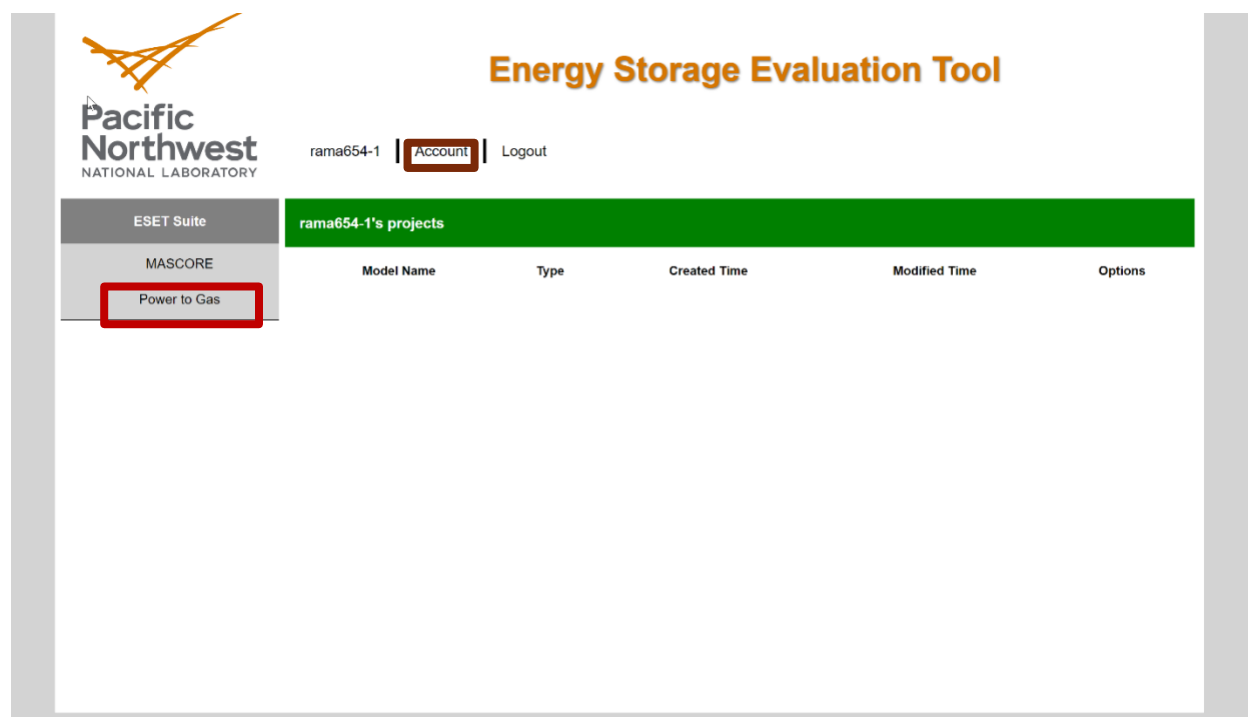 Energy Storage Evaluation Tool
Pacific
Northwest
NATIONAL LABORATORY
rama654-1 Account Logout
ESET Suite
MASCORE
Power to Gas
rama654-1's projects
Model Name Type Created Time Modified Time Options